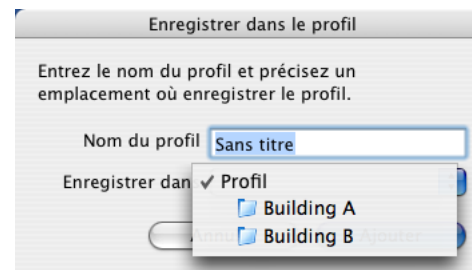 Enregistrer dans le profil
Entrez le nom du profil et précisez un
emplacement où enregistrer le profil.
Nom du profil Sans titre
Enregistrer dan ✓ Profil
Building A
Building B